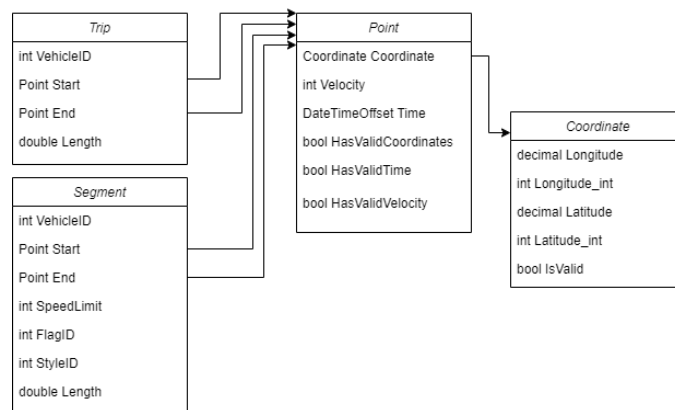 Trip
int VehicleID
Point Start
Point End
double Length
Segment
int VehicleID
Point Start
Point End
int SpeedLimit
int FlagID
int StyleID
double Length
Point
Coordinate Coordinate
int Velocity
DateTimeOffset Time
bool HasValidCoordinates
bool HasValidTime
bool HasValidVelocity
Coordinate
decimal Longitude
int Longitude_int
decimal Latitude
int Latitude_int
bool IsValid